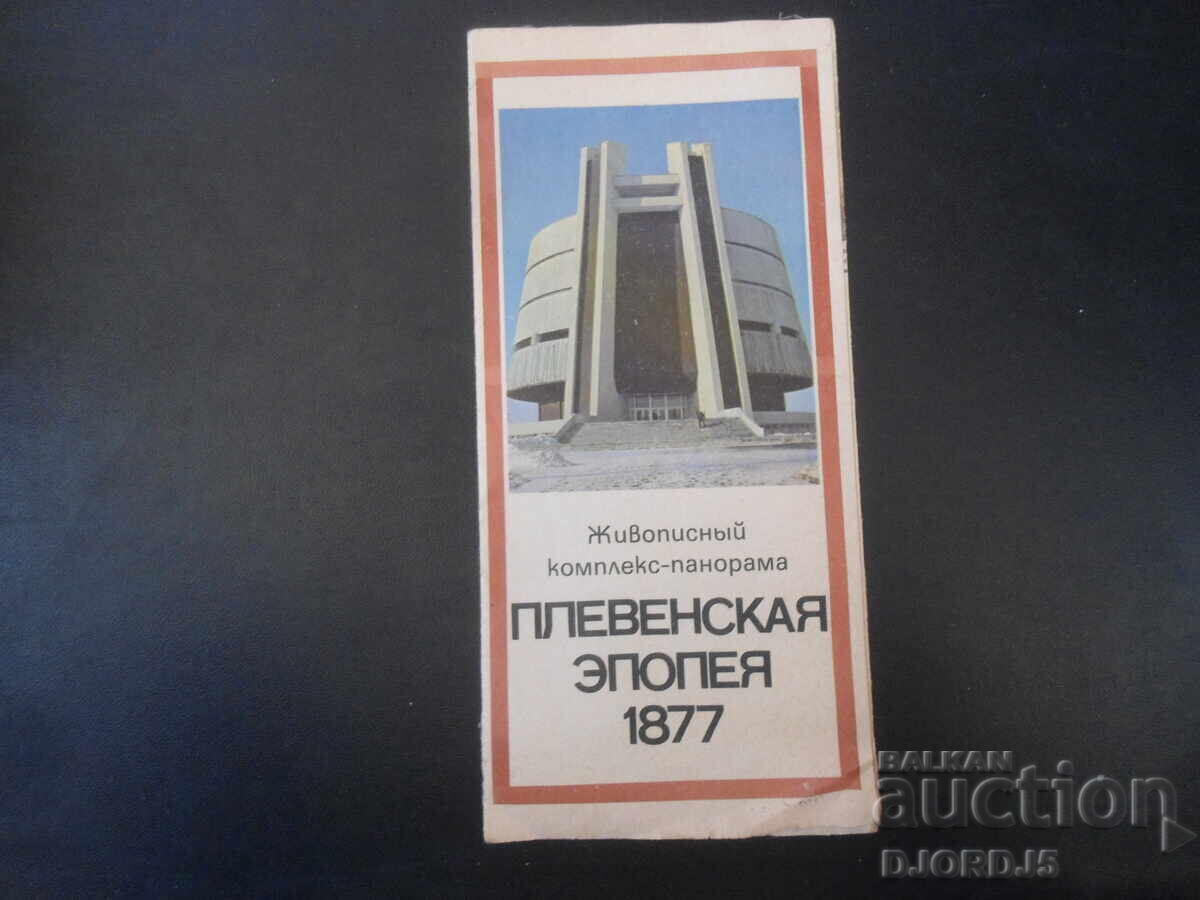 Живописный
комплекс-панорама
ПЛЕВЕНСКАЯ
ЭПОПЕЯ
1877
BALKAN
auction
DJORDJ5